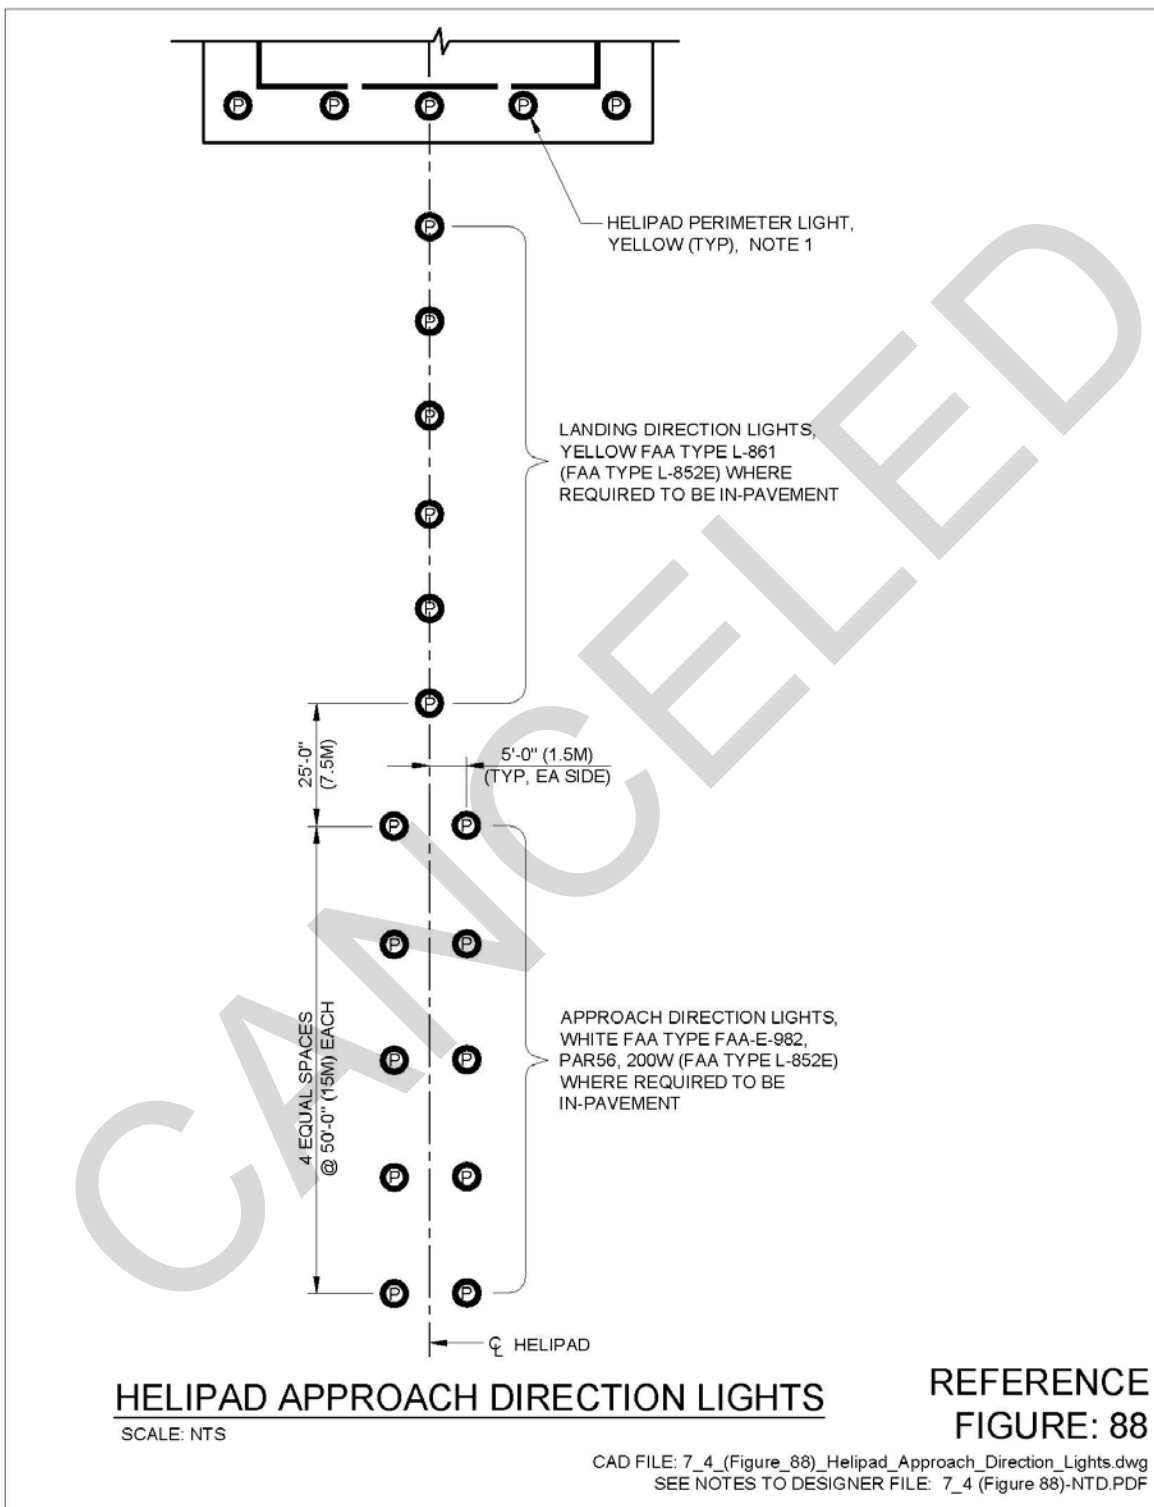 P P P P P
HELIPAD PERIMETER LIGHT,
YELLOW (TYP), NOTE 1
P
P
P
P
P
P
LANDING DIRECTION LIGHTS,
YELLOW FAA TYPE L-861
(FAA TYPE L-852E) WHERE
REQUIRED TO BE IN-PAVEMENT
25'-0"
(7.5M)
5'-0" (1.5M)
(TYP, EA SIDE)
P P
P P
P P
P P
P P
4 EQUAL SPACES
@ 50'-0" (15M) EACH
APPROACH DIRECTION LIGHTS,
WHITE FAA TYPE FAA-E-982,
PAR56, 200W (FAA TYPE L-852E)
WHERE REQUIRED TO BE
IN-PAVEMENT
℄ HELIPAD
CANCELED
HELIPAD APPROACH DIRECTION LIGHTS
SCALE: NTS
REFERENCE
FIGURE: 88
CAD FILE: 7_4_(Figure_88)_Helipad_Approach_Direction_Lights.dwg
SEE NOTES TO DESIGNER FILE: 7_4 (Figure 88)-NTD.PDF